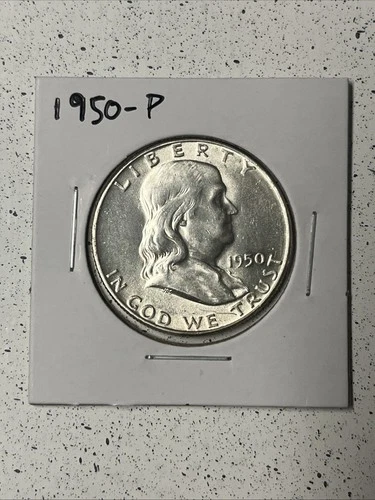 1950-P
LIBERTY
1950
IN GOD WE TRUST